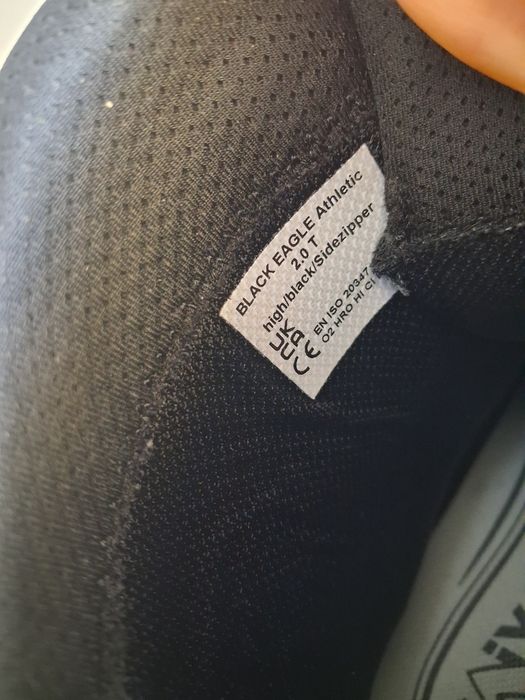 BLACK EAGLE Athletic
2.0 T
high/black/Sidezipper
UK
CA
CE
EN ISO 20347
O2 HRO HI CI